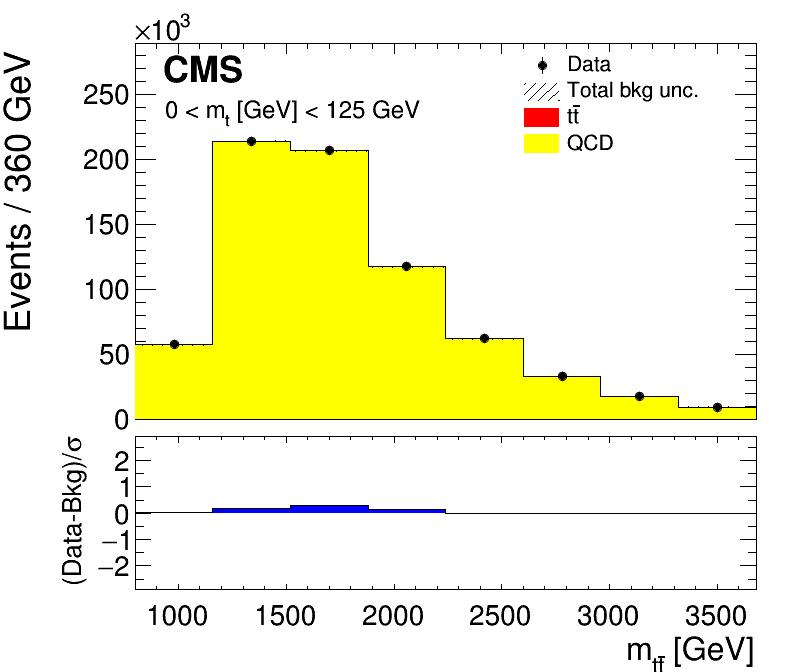 ×10³
CMS
0 < mₜ [GeV] < 125 GeV
Data
Total bkg unc.
tt̄
QCD
Events / 360 GeV
250
200
150
100
50
0
(Data-Bkg)/σ
2
1
0
−1
−2
1000 1500 2000 2500 3000 3500
m_tt̄ [GeV]